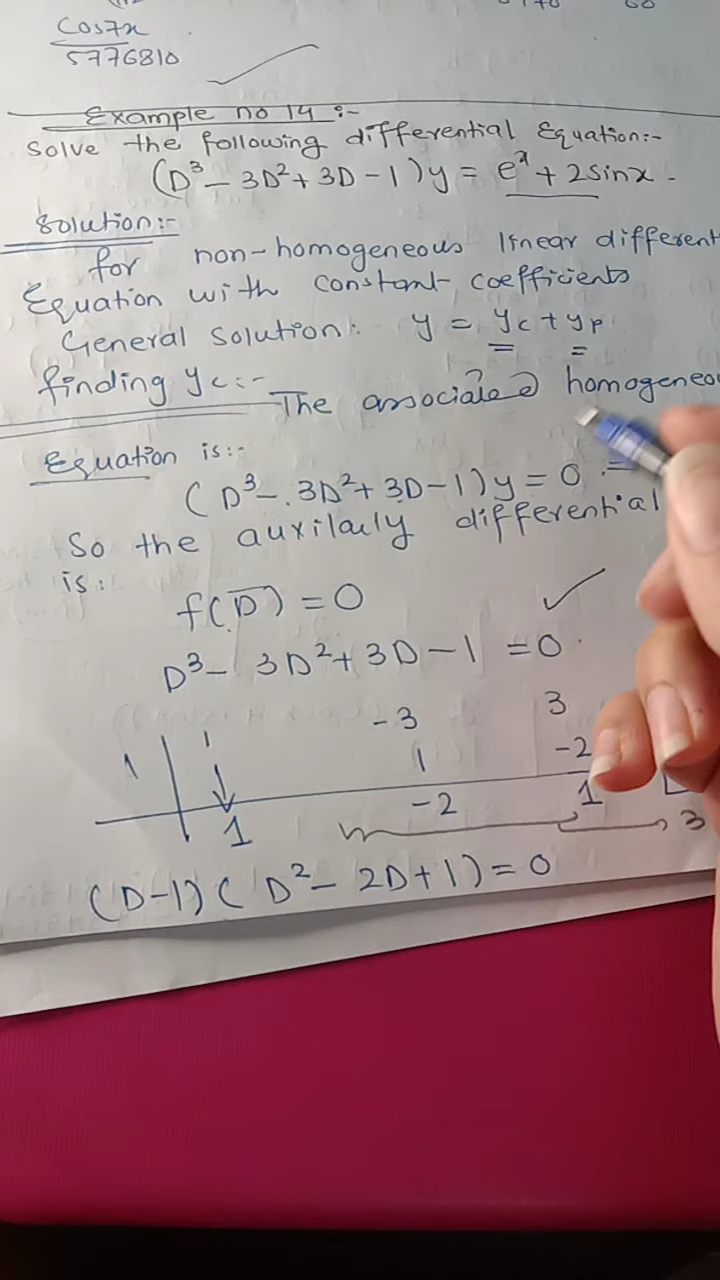 Cos7x
5776810
Example no 14:-
Solve the following differential Equation:-
(D³ - 3D² + 3D - 1)y = eˣ + 2sinx -
Solution:-
for non-homogeneous linear different
Equation with constant coefficients
General Solution: y = yc + yp
finding yc:- The associated homogeneo
Equation is:-
(D³ - 3D² + 3D - 1)y = 0
So the auxilauly differential
is:
f(D) = 0
D³ - 3D² + 3D - 1 = 0
1 1 -3 3
1 -2
1 -2 1
3
(D-1)(D² - 2D + 1) = 0